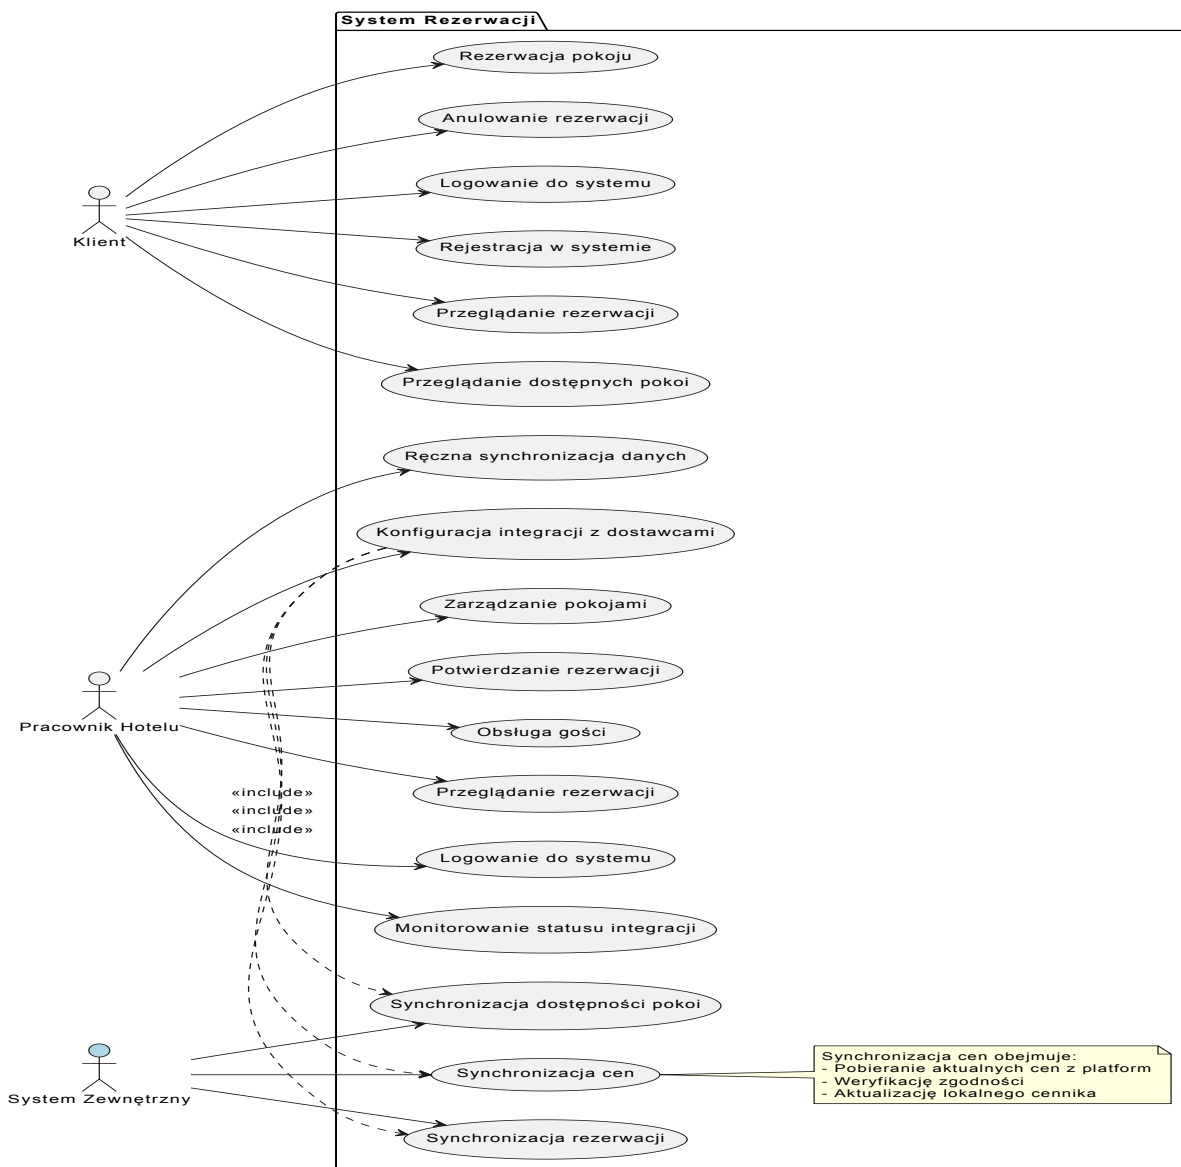 System Rezerwacji
Rezerwacja pokoju
Anulowanie rezerwacji
Logowanie do systemu
Rejestracja w systemie
Klient
Przeglądanie rezerwacji
Przeglądanie dostępnych pokoi
Ręczna synchronizacja danych
Konfiguracja integracji z dostawcami
Zarządzanie pokojami
Potwierdzanie rezerwacji
Pracownik Hotelu
Obsługa gości
Przeglądanie rezerwacji
«include»
«include»
«include»
Logowanie do systemu
Monitorowanie statusu integracji
Synchronizacja dostępności pokoi
Synchronizacja cen
Synchronizacja cen obejmuje:
- Pobieranie aktualnych cen z platform
- Weryfikację zgodności
- Aktualizację lokalnego cennika
System Zewnętrzny
Synchronizacja rezerwacji